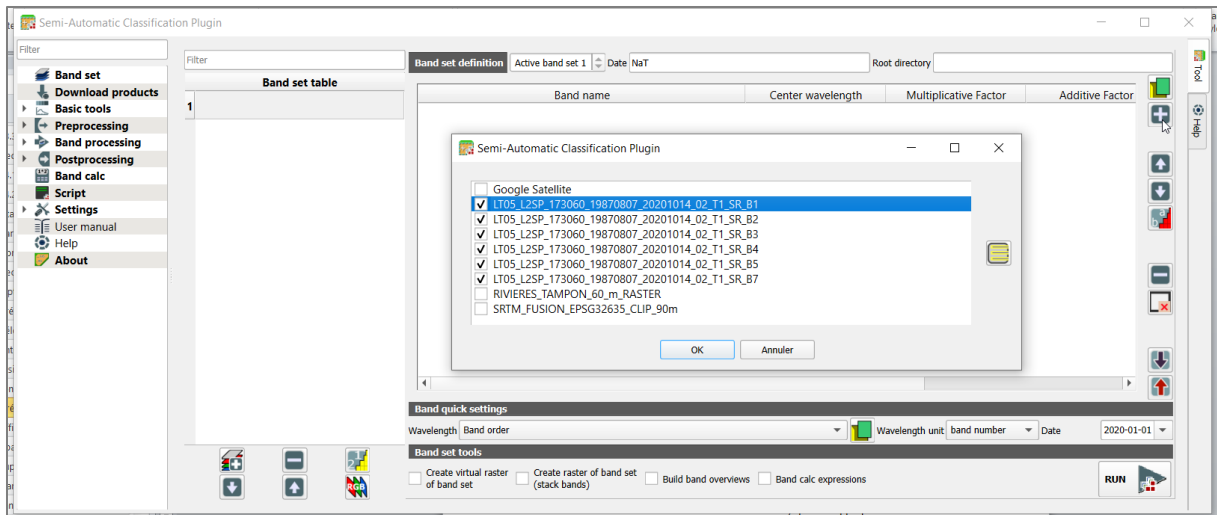 Semi-Automatic Classification Plugin
Filter
Band set
Download products
Basic tools
Preprocessing
Band processing
Postprocessing
Band calc
Script
Settings
User manual
Help
About
Filter
Band set table
1
Band set definition Active band set 1 Date NaT Root directory
Band name Center wavelength Multiplicative Factor Additive Factor
Semi-Automatic Classification Plugin
Google Satellite
LT05_L2SP_173060_19870807_20201014_02_T1_SR_B1
LT05_L2SP_173060_19870807_20201014_02_T1_SR_B2
LT05_L2SP_173060_19870807_20201014_02_T1_SR_B3
LT05_L2SP_173060_19870807_20201014_02_T1_SR_B4
LT05_L2SP_173060_19870807_20201014_02_T1_SR_B5
LT05_L2SP_173060_19870807_20201014_02_T1_SR_B7
RIVIERES_TAMPON_60_m_RASTER
SRTM_FUSION_EPSG32635_CLIP_90m
OK Annuler
Band quick settings
Wavelength Band order Wavelength unit band number Date 2020-01-01
Band set tools
Create virtual raster
of band set
Create raster of band set
(stack bands)
Build band overviews
Band calc expressions
RUN
RGB
Tool
Help